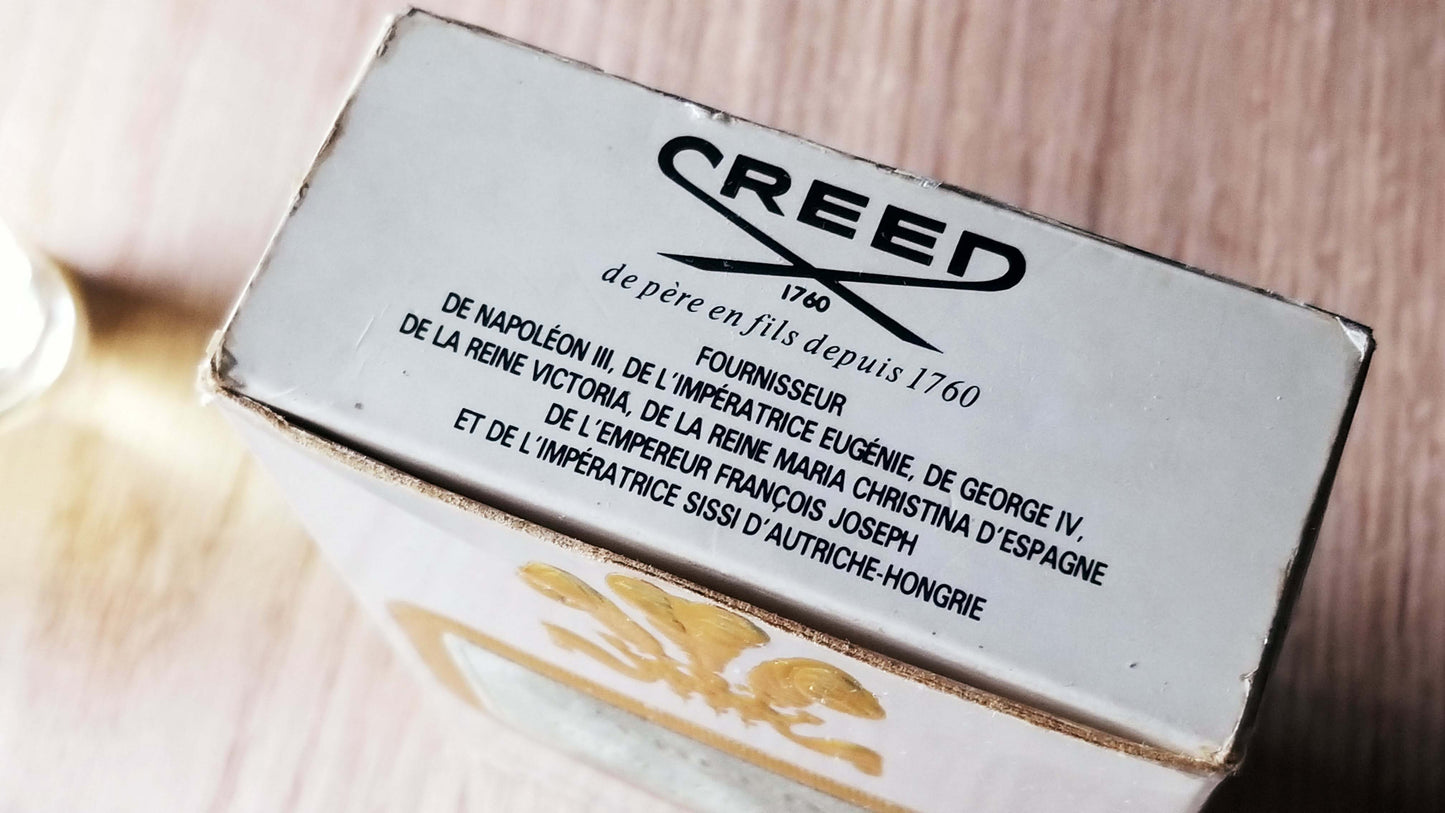 CREED
1760
de père en fils depuis 1760
FOURNISSEUR
DE NAPOLÉON III, DE L'IMPÉRATRICE EUGÉNIE, DE GEORGE IV,
DE LA REINE VICTORIA, DE LA REINE MARIA CHRISTINA D'ESPAGNE
DE L'EMPEREUR FRANÇOIS JOSEPH
ET DE L'IMPÉRATRICE SISSI D'AUTRICHE-HONGRIE